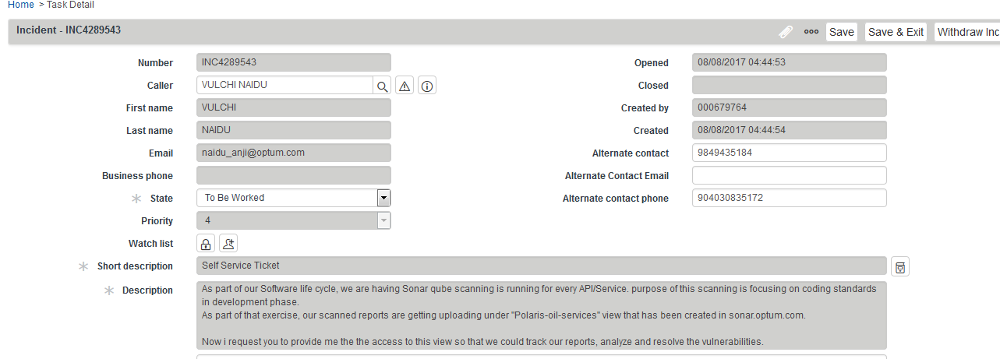 Home > Task Detail
Incident - INC4289543
Save
Save & Exit
Withdraw Inc
Number INC4289543
Opened 08/08/2017 04:44:53
Caller VULCHI NAIDU
Closed
First name VULCHI
Created by 000679764
Last name NAIDU
Created 08/08/2017 04:44:54
Email naidu_anji@optum.com
Alternate contact 9849435184
Business phone
Alternate Contact Email
State To Be Worked
Alternate contact phone 904030835172
Priority 4
Watch list
Short description Self Service Ticket
Description As part of our Software life cycle, we are having Sonar qube scanning is running for every API/Service. purpose of this scanning is focusing on coding standards
in development phase.
As part of that exercise, our scanned reports are getting uploading under "Polaris-oil-services" view that has been created in sonar.optum.com.
Now i request you to provide me the the access to this view so that we could track our reports, analyze and resolve the vulnerabilities.